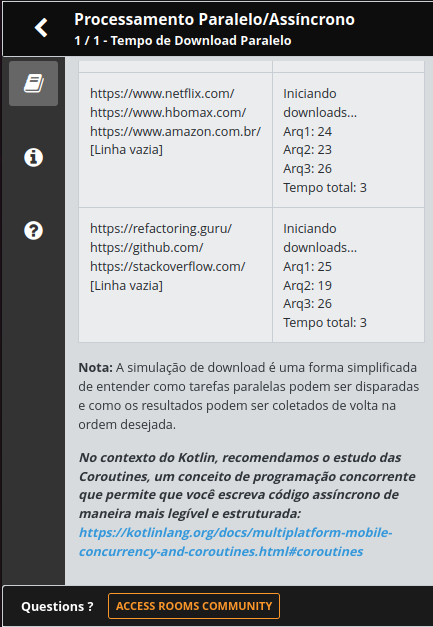 Processamento Paralelo/Assíncrono
1 / 1 - Tempo de Download Paralelo
https://www.netflix.com/
https://www.hbomax.com/
https://www.amazon.com.br/
[Linha vazia]
Iniciando
downloads...
Arq1: 24
Arq2: 23
Arq3: 26
Tempo total: 3
https://refactoring.guru/
https://github.com/
https://stackoverflow.com/
[Linha vazia]
Iniciando
downloads...
Arq1: 25
Arq2: 19
Arq3: 26
Tempo total: 3
Nota: A simulação de download é uma forma simplificada
de entender como tarefas paralelas podem ser disparadas
e como os resultados podem ser coletados de volta na
ordem desejada.
No contexto do Kotlin, recomendamos o estudo das
Coroutines, um conceito de programação concorrente
que permite que você escreva código assíncrono de
maneira mais legível e estruturada:
https://kotlinlang.org/docs/multiplatform-mobile-
concurrency-and-coroutines.html#coroutines
Questions ?
ACCESS ROOMS COMMUNITY